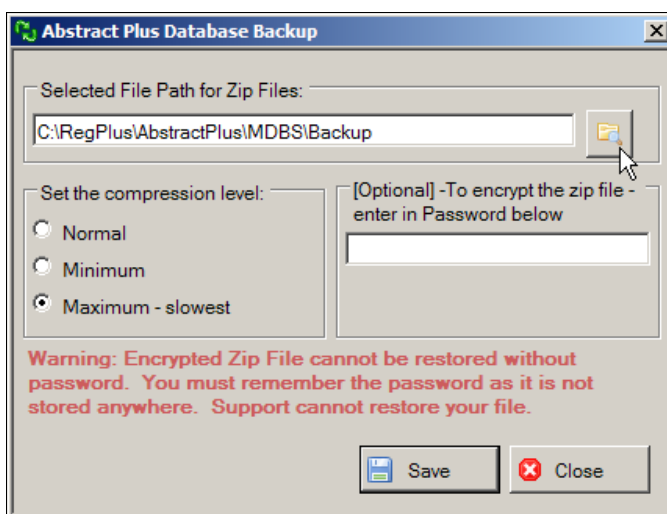 Abstract Plus Database Backup
Selected File Path for Zip Files:
C:\RegPlus\AbstractPlus\MDBS\Backup
Set the compression level:
Normal
Minimum
Maximum - slowest
[Optional] -To encrypt the zip file -
enter in Password below
Warning: Encrypted Zip File cannot be restored without
password.  You must remember the password as it is not
stored anywhere.  Support cannot restore your file.
Save
Close